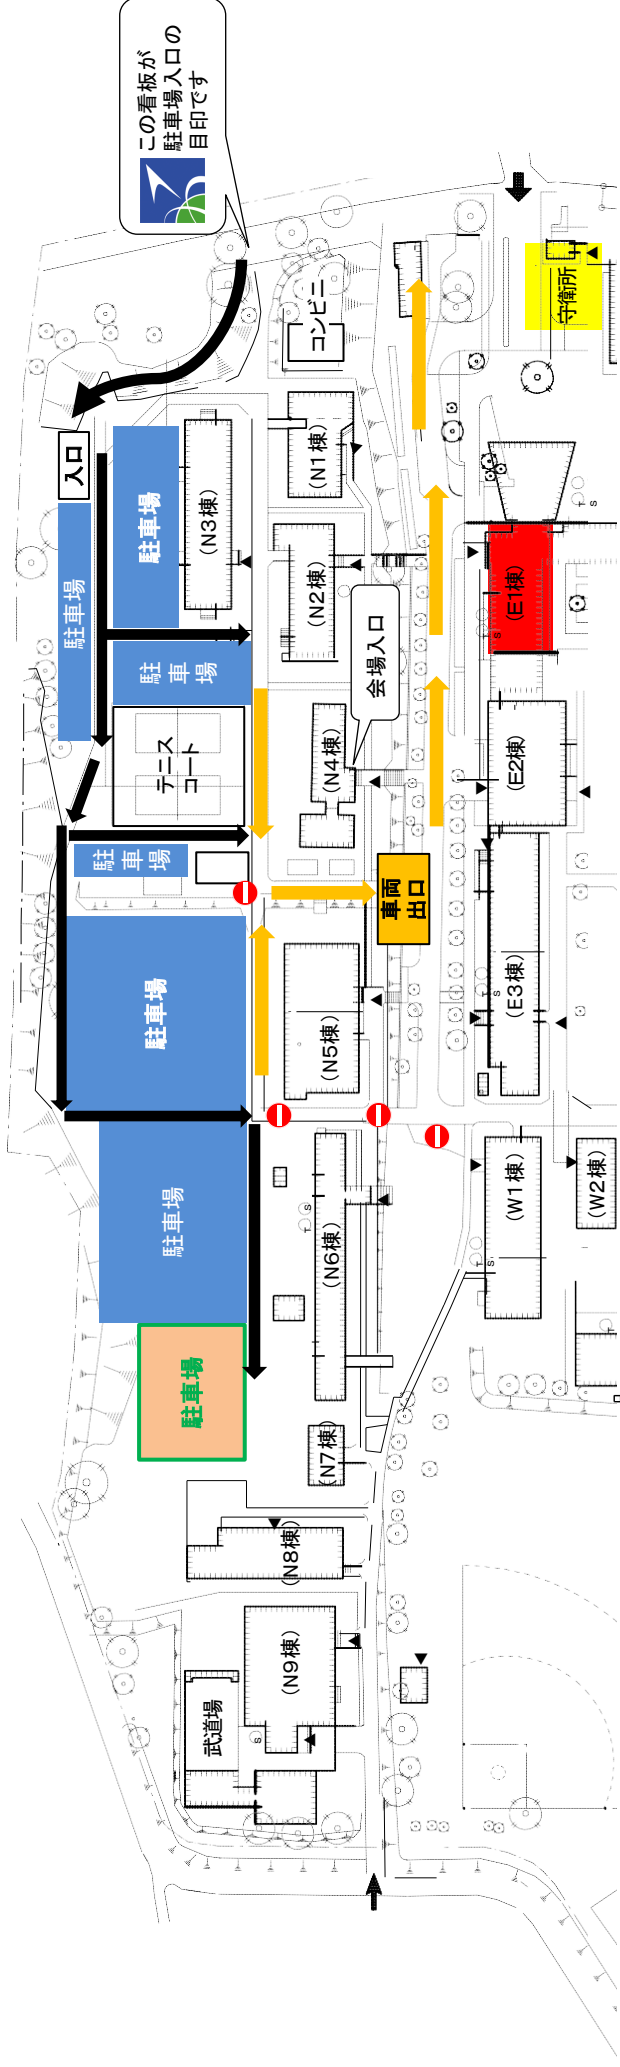 この看板が
駐車場入口の
目印です
コンビニ
守衛所
入口
駐車場
駐車場
(N3棟)
(N1棟)
(N2棟)
(E1棟)
T
S
T
S
駐車場
会場入口
テニス
コート
(N4棟)
(E2棟)
駐車場
車両
出口
駐車場
(N5棟)
(E3棟)
T
S
駐車場
(N6棟)
T
S
(W1棟)
(W2棟)
T
S
T
駐車場
(N7棟)
(N8棟)
(N9棟)
武道場
S